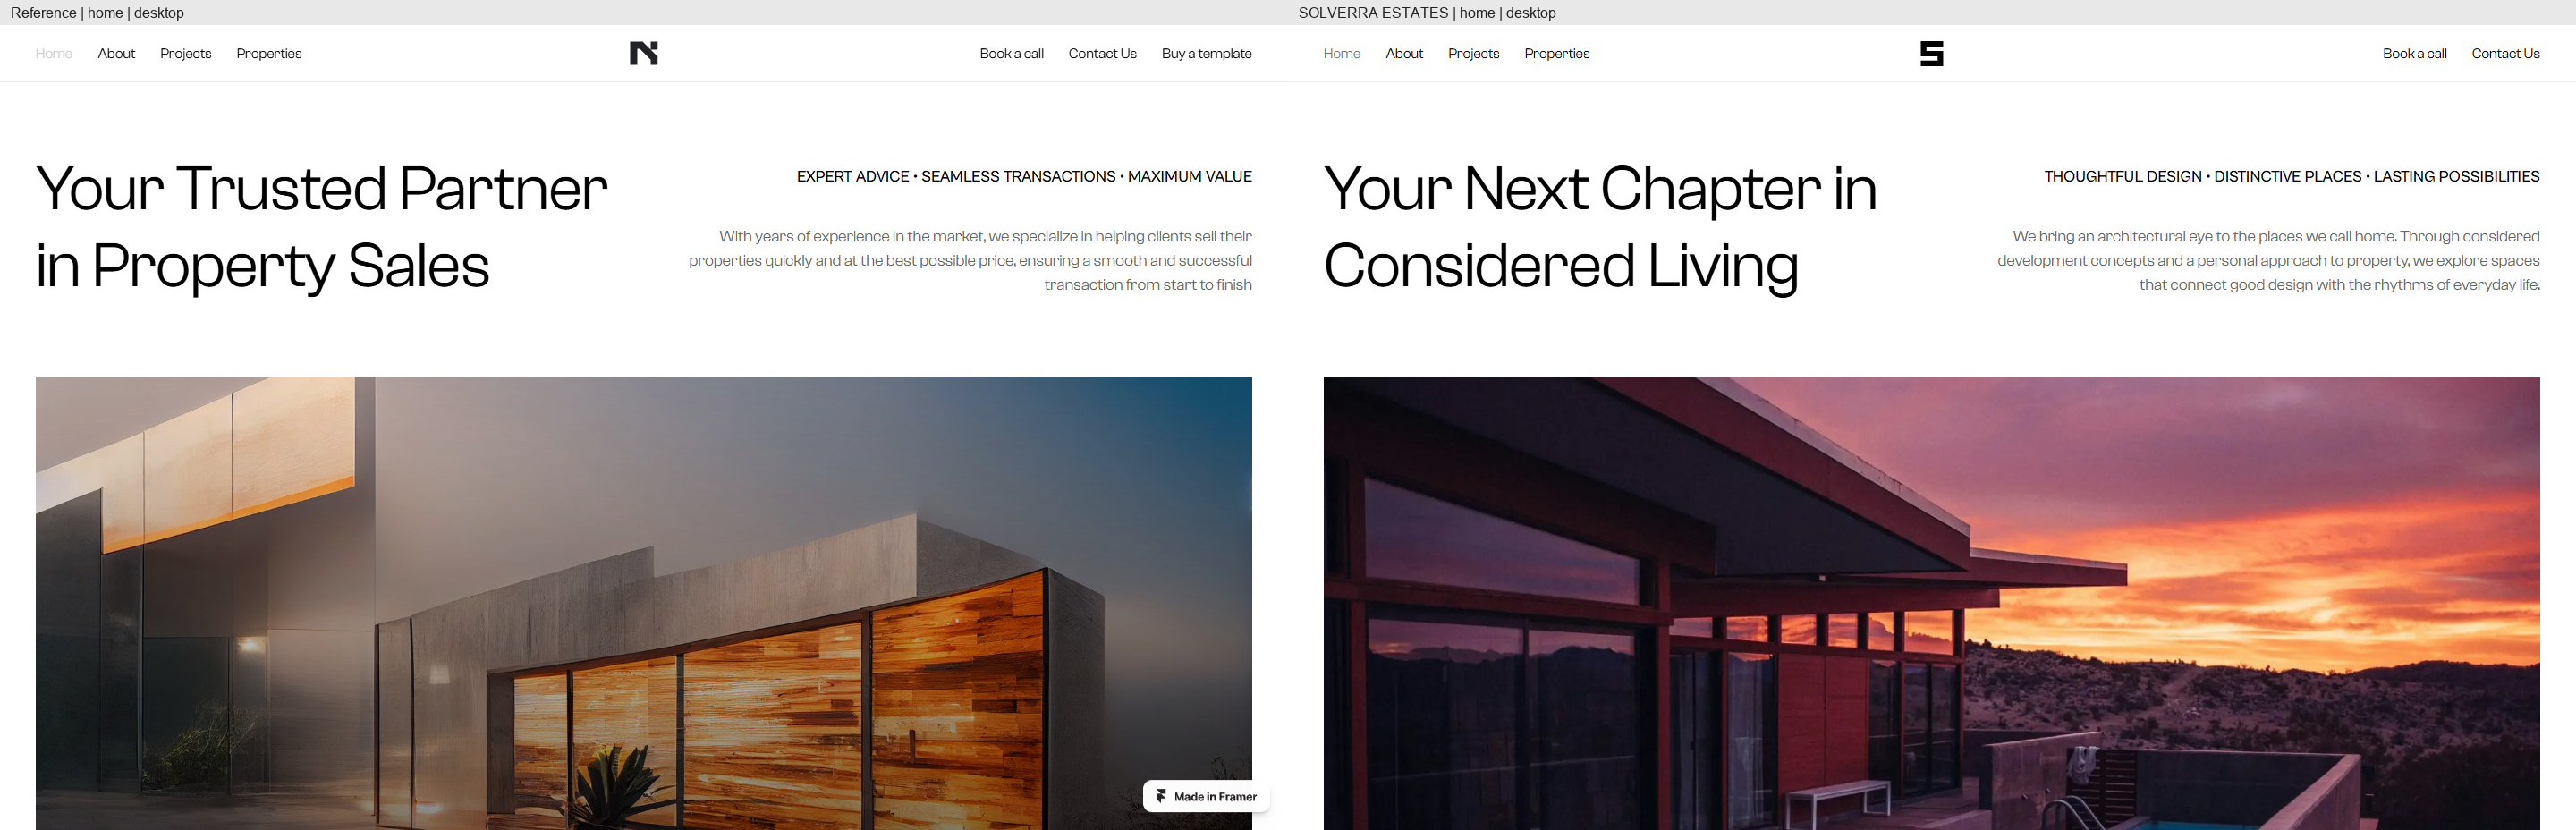 Reference | home | desktop
Home About Projects Properties
Book a call Contact Us Buy a template
Your Trusted Partner
in Property Sales
EXPERT ADVICE • SEAMLESS TRANSACTIONS • MAXIMUM VALUE
With years of experience in the market, we specialize in helping clients sell their
properties quickly and at the best possible price, ensuring a smooth and successful
transaction from start to finish
Made in Framer
SOLVERRA ESTATES | home | desktop
Home About Projects Properties
S
Book a call Contact Us
Your Next Chapter in
Considered Living
THOUGHTFUL DESIGN • DISTINCTIVE PLACES • LASTING POSSIBILITIES
We bring an architectural eye to the places we call home. Through considered
development concepts and a personal approach to property, we explore spaces
that connect good design with the rhythms of everyday life.